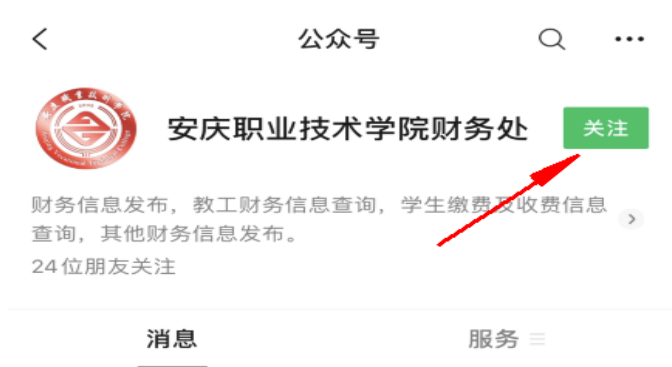 公众号
安庆职业技术学院财务处
关注
财务信息发布，教工财务信息查询，学生缴费及收费信息
查询，其他财务信息发布。
24位朋友关注
消息
服务